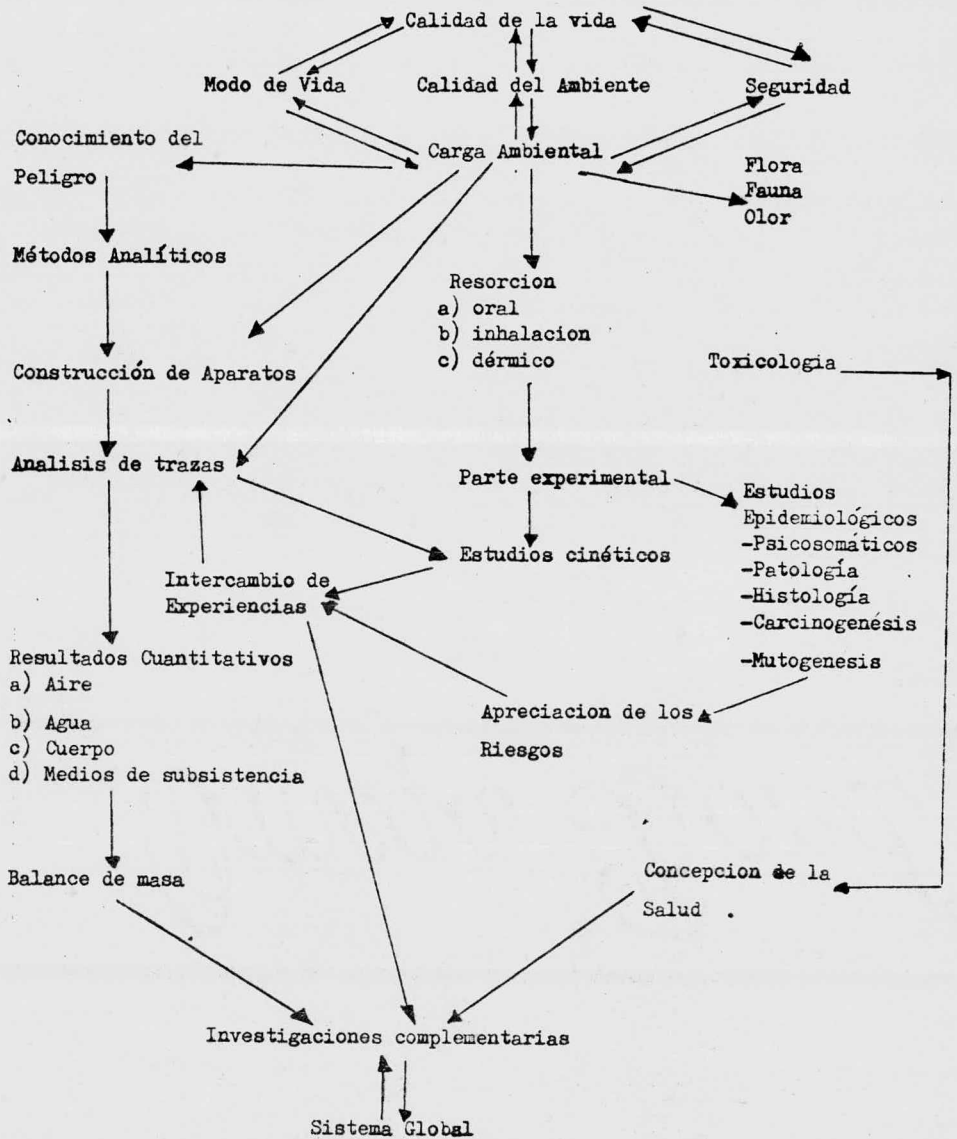 Calidad de la vida
Modo de Vida
Calidad del Ambiente
Seguridad
Conocimiento del
Peligro
Carga Ambiental
Flora
Fauna
Olor
Métodos Analíticos
Resorcion
a) oral
b) inhalacion
c) dérmico
Construcción de Aparatos
Toxicologia
Analisis de trazas
Parte experimental
Estudios
Epidemiológicos
-Psicosomáticos
-Patología
-Histología
-Carcinogenésis
-Mutogenesis
Estudios cinéticos
Intercambio de
Experiencias
Resultados Cuantitativos
a) Aire
b) Agua
c) Cuerpo
d) Medios de subsistencia
Apreciacion de los
Riesgos
Balance de masa
Concepcion de la
Salud
Investigaciones complementarias
Sistema Global